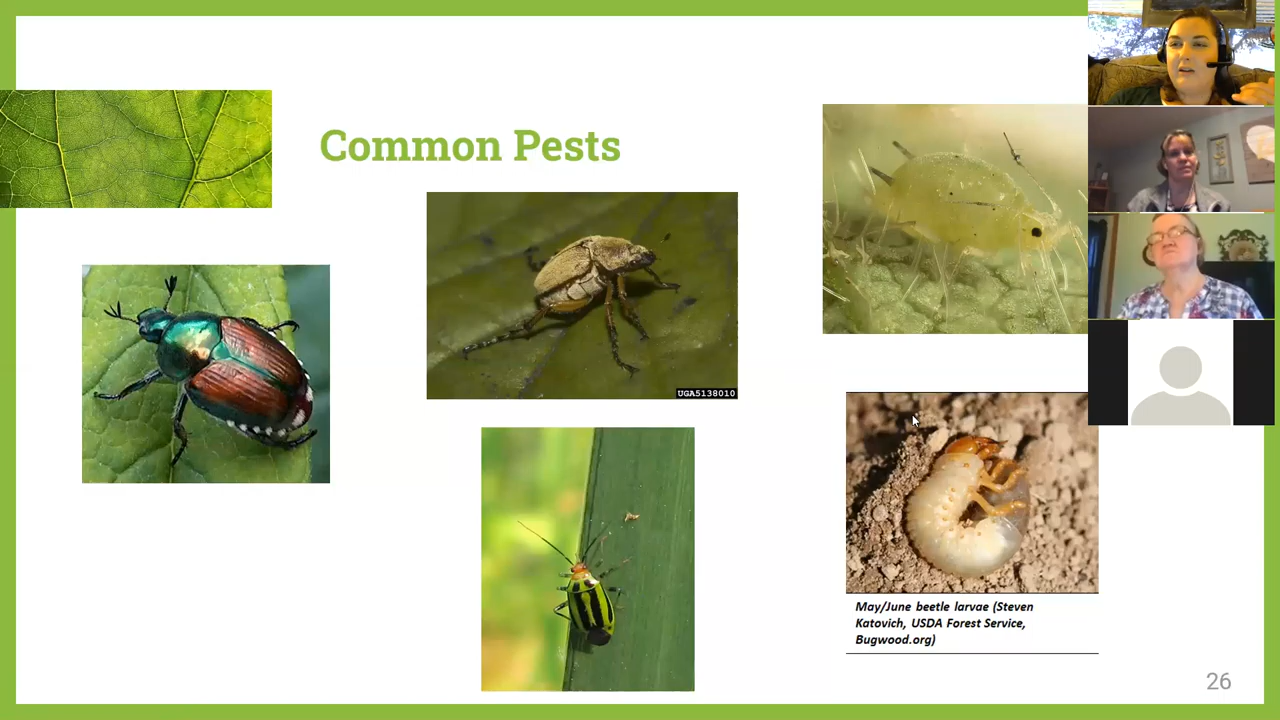 Common Pests
UGA5138010
May/June beetle larvae (Steven
Katovich, USDA Forest Service,
Bugwood.org)
26